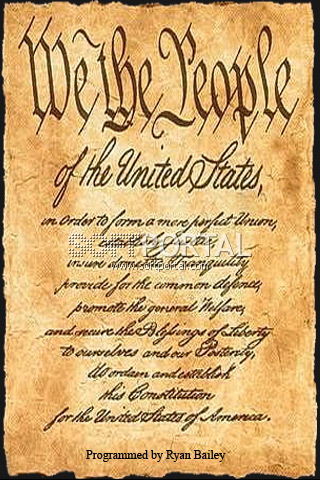 We the People
of the United States,
in Order to form a more perfect Union,
SOFTPORTAL
insure domestic Tranquility
www.softportal.com
provide for the common defence,
promote the general Welfare,
and secure the Blessings of Liberty
to ourselves and our Posterity,
do ordain and establish
this Constitution
for the United States of America.
Programmed by Ryan Bailey